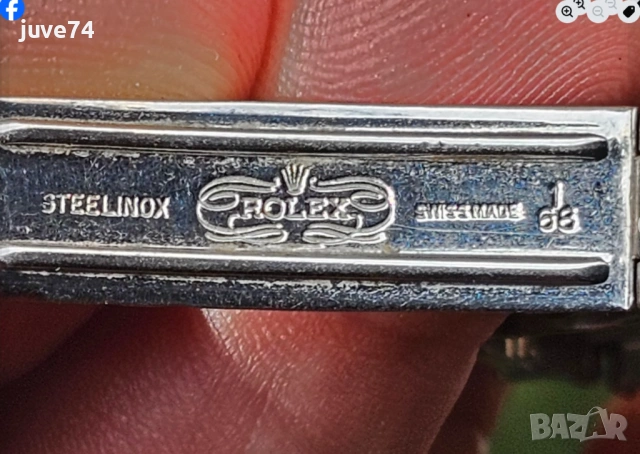 juve74
STEELINOX ROLEX SWISS MADE 1
68
BAZAR